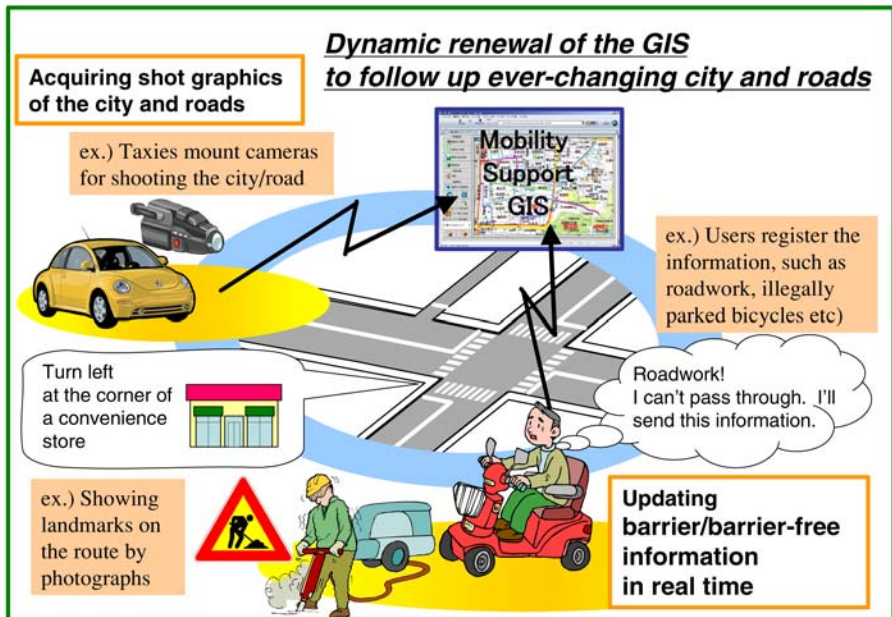 Dynamic renewal of the GIS
to follow up ever-changing city and roads
Acquiring shot graphics
of the city and roads
ex.) Taxies mount cameras
for shooting the city/road
Mobility
Support
GIS
ex.) Users register the
information, such as
roadwork, illegally
parked bicycles etc)
Turn left
at the corner of
a convenience
store
Roadwork!
I can't pass through.  I'll
send this information.
ex.) Showing
landmarks on
the route by
photographs
Updating
barrier/barrier-free
information
in real time